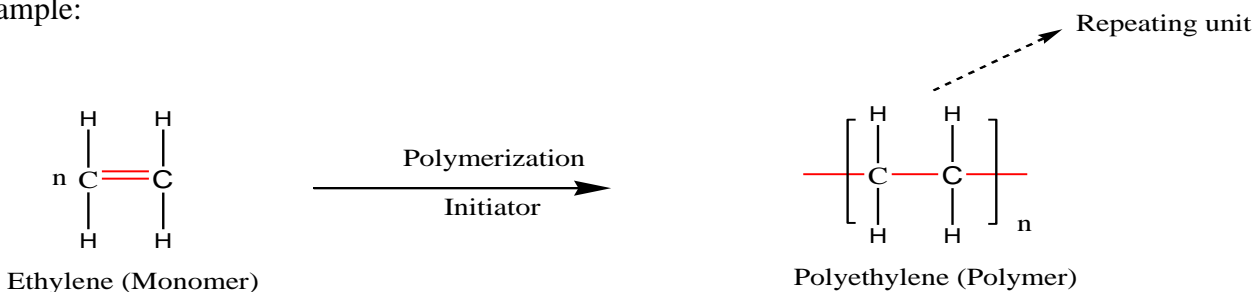 ample:
Repeating unit
H H
n C C
H H
Ethylene (Monomer)
Polymerization
Initiator
H H
C C
H H
n
Polyethylene (Polymer)